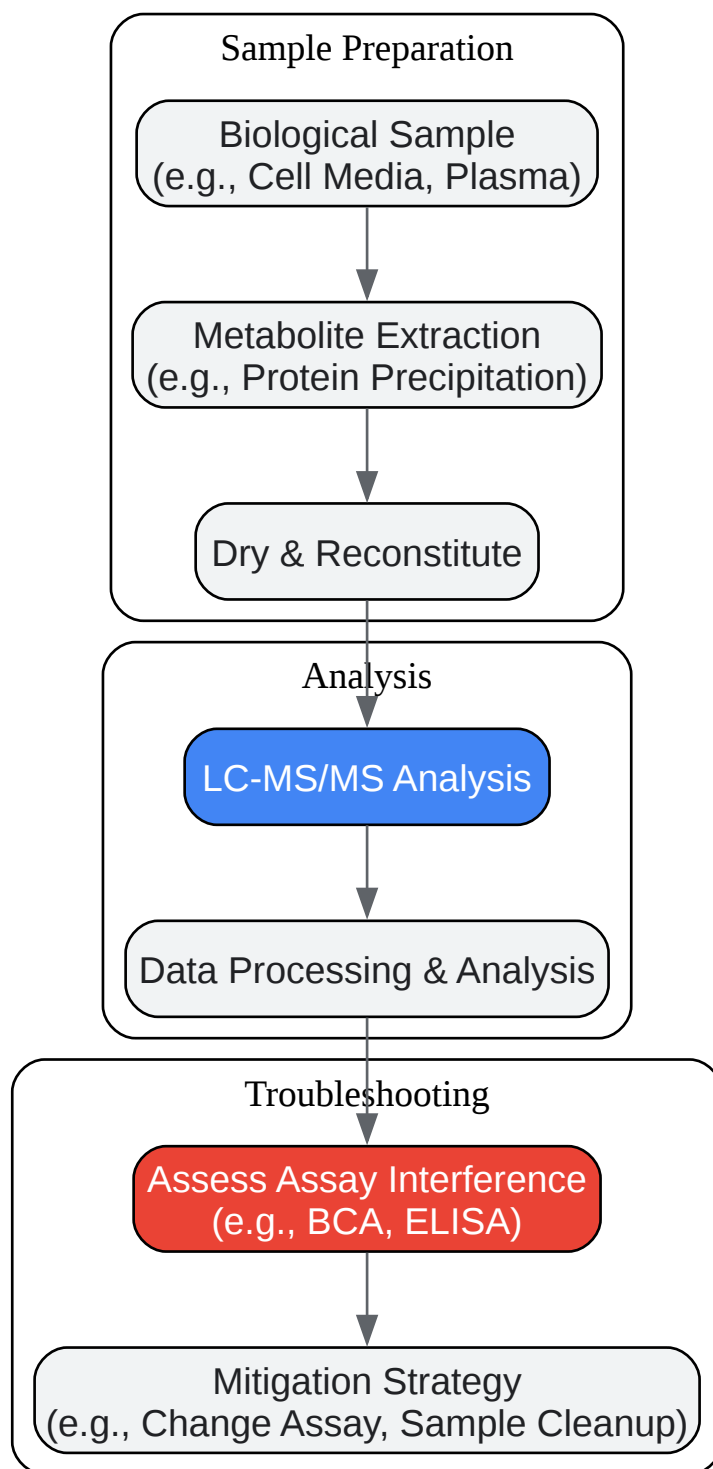 Sample Preparation
Biological Sample
(e.g., Cell Media, Plasma)
Metabolite Extraction
(e.g., Protein Precipitation)
Dry & Reconstitute
Analysis
LC-MS/MS Analysis
Data Processing & Analysis
Troubleshooting
Assess Assay Interference
(e.g., BCA, ELISA)
Mitigation Strategy
(e.g., Change Assay, Sample Cleanup)